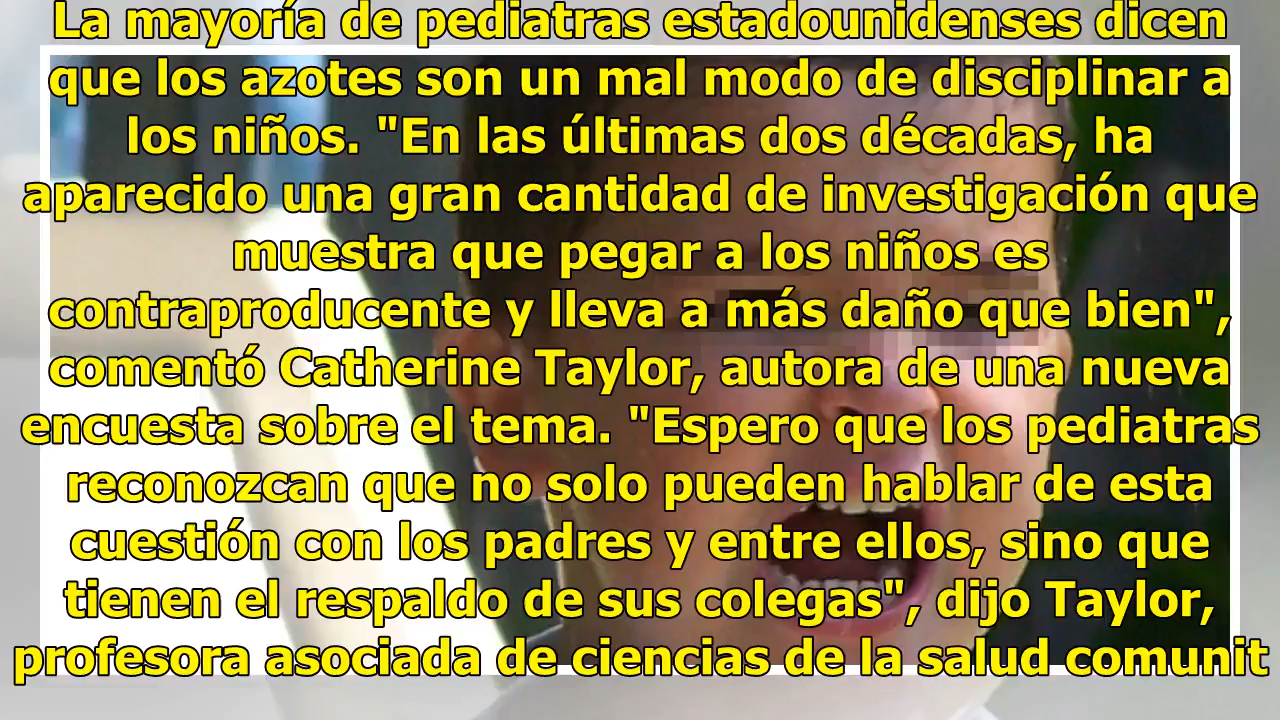 La mayoría de pediatras estadounidenses dicen
que los azotes son un mal modo de disciplinar a
los niños. "En las últimas dos décadas, ha
aparecido una gran cantidad de investigación que
muestra que pegar a los niños es
contraproducente y lleva a más daño que bien",
comentó Catherine Taylor, autora de una nueva
encuesta sobre el tema. "Espero que los pediatras
reconozcan que no solo pueden hablar de esta
cuestión con los padres y entre ellos, sino que
tienen el respaldo de sus colegas", dijo Taylor,
profesora asociada de ciencias de la salud comunit